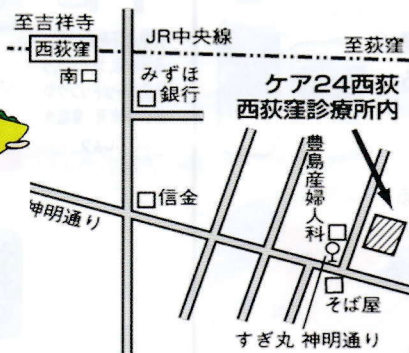 至吉祥寺
西荻窪
南口
JR中央線
至荻窪
みずほ
銀行
ケア24西荻
西荻窪診療所内
豊島産婦人科
信金
神明通り
そば屋
すぎ丸 神明通り